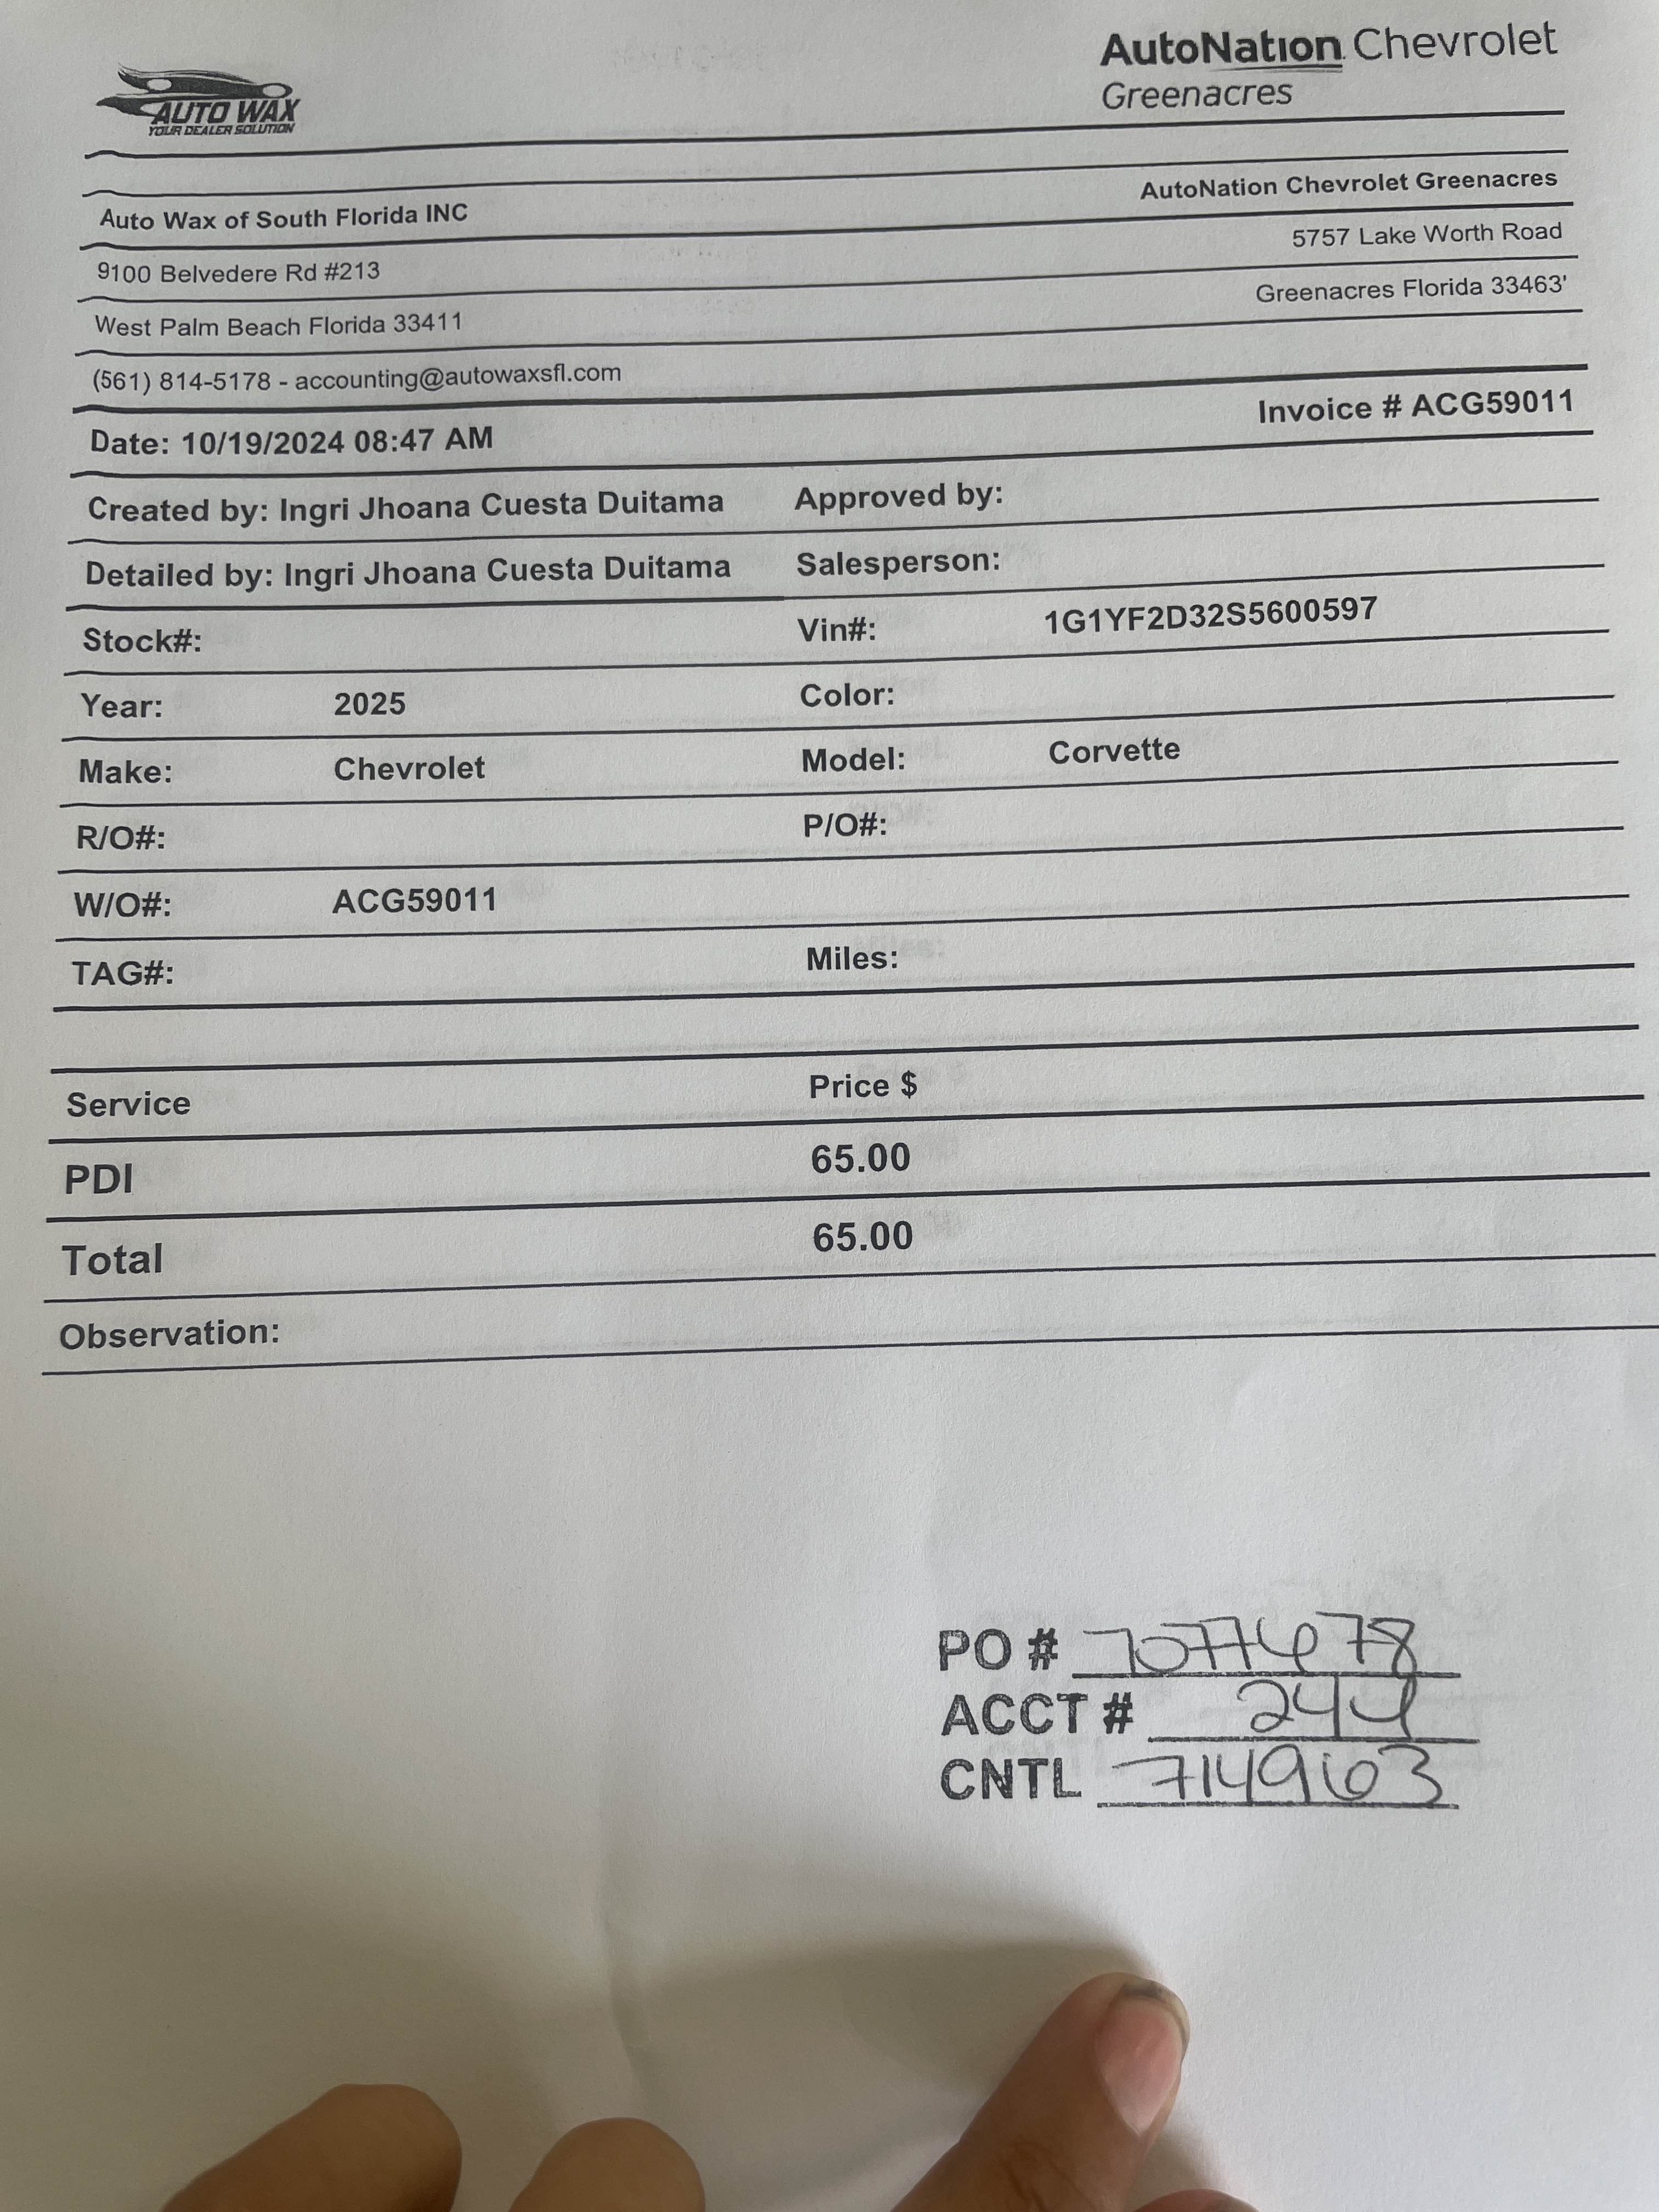 AUTO WAX
YOUR DEALER SOLUTION
AutoNation Chevrolet
Greenacres
Auto Wax of South Florida INC
AutoNation Chevrolet Greenacres
9100 Belvedere Rd #213
5757 Lake Worth Road
West Palm Beach Florida 33411
Greenacres Florida 33463'
(561) 814-5178 - accounting@autowaxsfl.com
Date: 10/19/2024 08:47 AM
Invoice # ACG59011
Created by: Ingri Jhoana Cuesta Duitama Approved by:
Detailed by: Ingri Jhoana Cuesta Duitama Salesperson:
Stock#: Vin#: 1G1YF2D32S5600597
Year: 2025 Color:
Make: Chevrolet Model: Corvette
R/O#: P/O#:
W/O#: ACG59011
TAG#: Miles:
Service Price $
PDI 65.00
Total 65.00
Observation:
PO # 7077678
ACCT # 244
CNTL 7149603